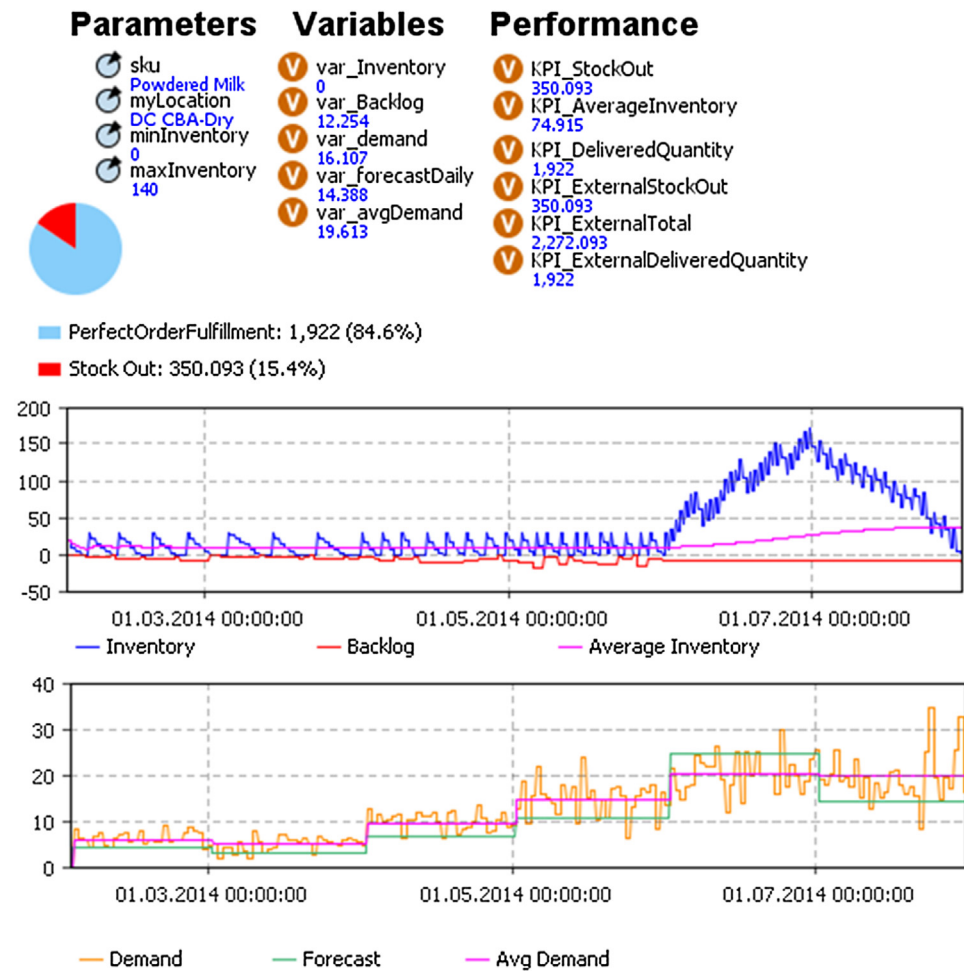 Parameters Variables Performance
sku
Powdered Milk
myLocation
DC CBA-Dry
minInventory
0
maxInventory
140
var_Inventory
0
var_Backlog
12.254
var_demand
16.107
var_forecastDaily
14.388
var_avgDemand
19.613
KPI_StockOut
350.093
KPI_AverageInventory
74.915
KPI_DeliveredQuantity
1,922
KPI_ExternalStockOut
350.093
KPI_ExternalTotal
2,272.093
KPI_ExternalDeliveredQuantity
1,922
PerfectOrderFulfillment: 1,922 (84.6%)
Stock Out: 350.093 (15.4%)
200
150
100
50
0
-50
01.03.2014 00:00:00 01.05.2014 00:00:00 01.07.2014 00:00:00
Inventory Backlog Average Inventory
40
30
20
10
0
01.03.2014 00:00:00 01.05.2014 00:00:00 01.07.2014 00:00:00
Demand Forecast Avg Demand